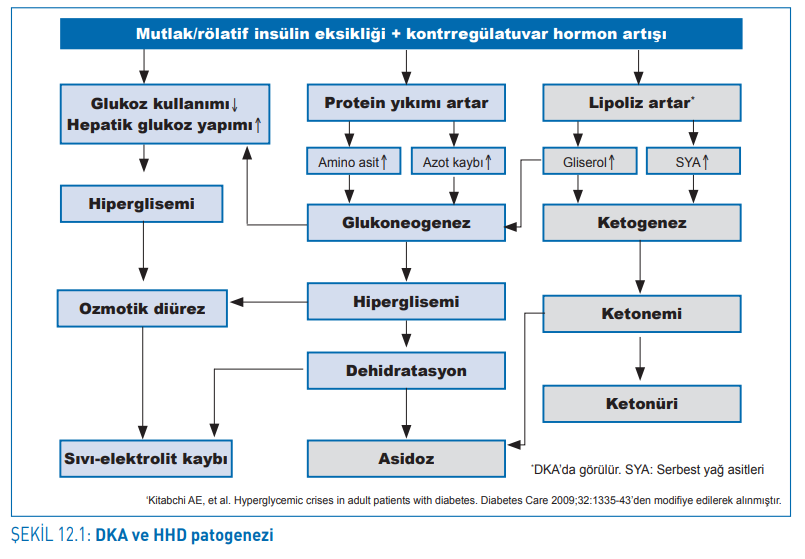 Mutlak/rölatif insülin eksikliği + kontrregülatuvar hormon artışı
Glukoz kullanımı↓
Hepatik glukoz yapımı↑
Protein yıkımı artar
Lipoliz artar*
Amino asit↑
Azot kaybı↑
Gliserol↑
SYA↑
Hiperglisemi
Glukoneogenez
Ketogenez
Ozmotik diürez
Hiperglisemi
Ketonemi
Dehidratasyon
Ketonüri
Sıvı-elektrolit kaybı
Asidoz
*DKA'da görülür. SYA: Serbest yağ asitleri
'Kitabchi AE, et al. Hyperglycemic crises in adult patients with diabetes. Diabetes Care 2009;32:1335-43'den modifiye edilerek alınmıştır.
ŞEKİL 12.1: DKA ve HHD patogenezi